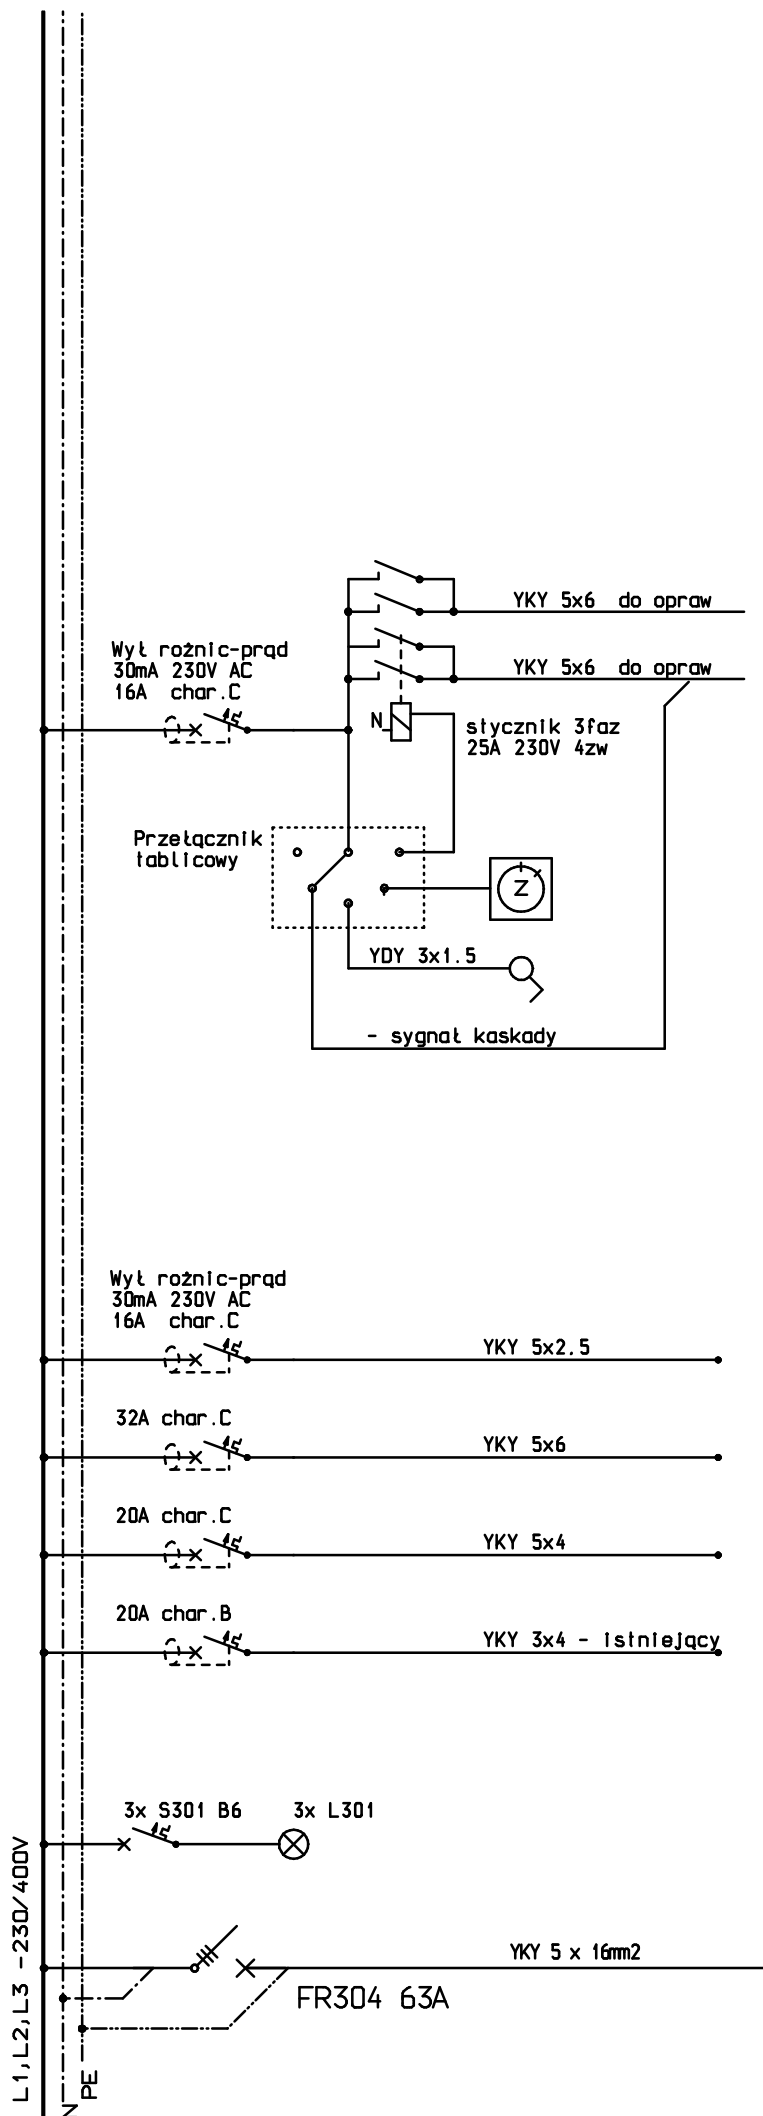 YKY 5x6 do opraw
Wył rożnic-prąd
30mA 230V AC
16A char.C
YKY 5x6 do opraw
N
stycznik 3faz
25A 230V 4zw
Przełącznik
tablicowy
Z
YDY 3x1.5
- sygnał kaskady
Wył rożnic-prąd
30mA 230V AC
16A char.C
YKY 5x2.5
32A char.C
YKY 5x6
20A char.C
YKY 5x4
20A char.B
YKY 3x4 - istniejący
3x S301 B6
3x L301
YKY 5 x 16mm2
FR304 63A
L1,L2,L3 -230/400V
N
PE